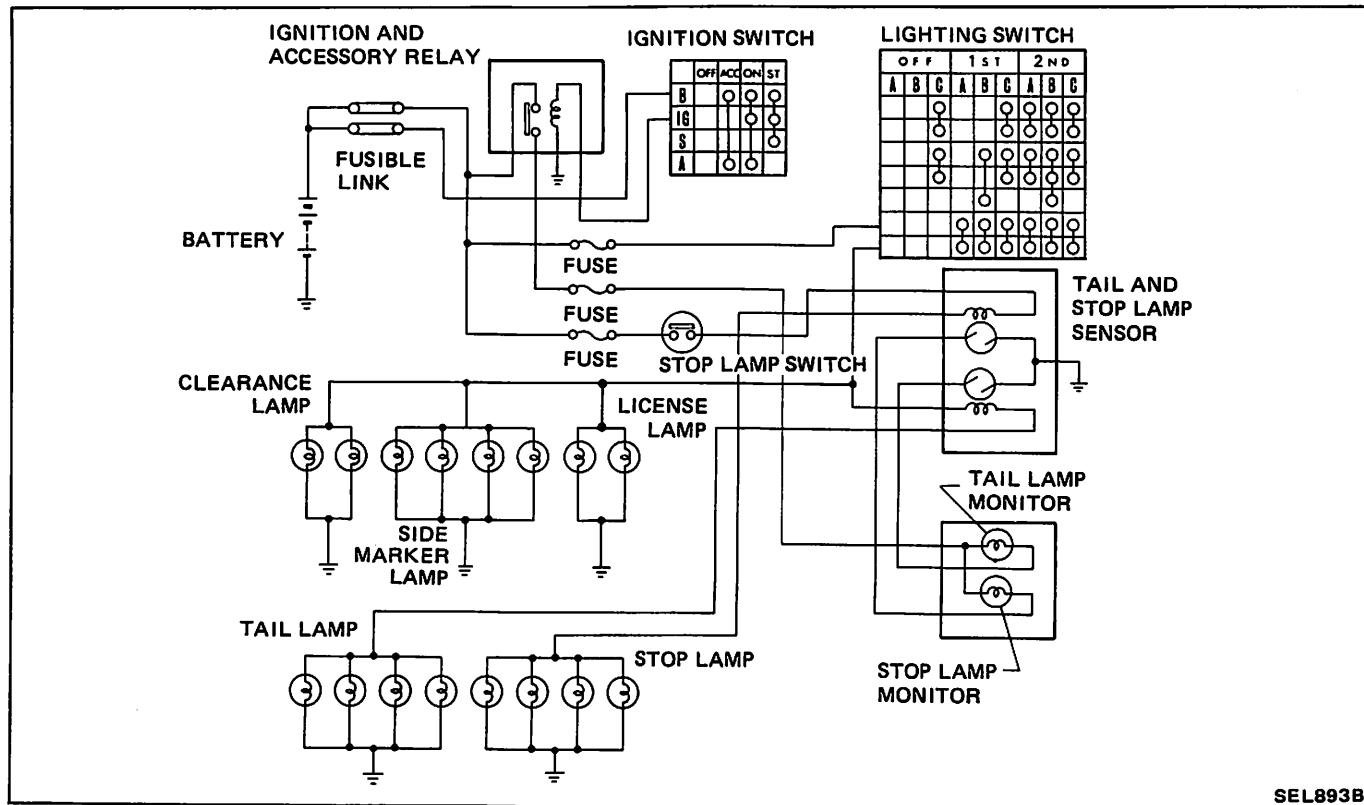 IGNITION AND
ACCESSORY RELAY
IGNITION SWITCH
OFF ACC ON ST
B
IG
S
A
LIGHTING SWITCH
OFF 1ST 2ND
A B C A B C A B C
FUSIBLE
LINK
BATTERY
FUSE
FUSE
FUSE
STOP LAMP SWITCH
TAIL AND
STOP LAMP
SENSOR
CLEARANCE
LAMP
LICENSE
LAMP
SIDE
MARKER
LAMP
TAIL LAMP
MONITOR
TAIL LAMP
STOP LAMP
STOP LAMP
MONITOR
SEL893B